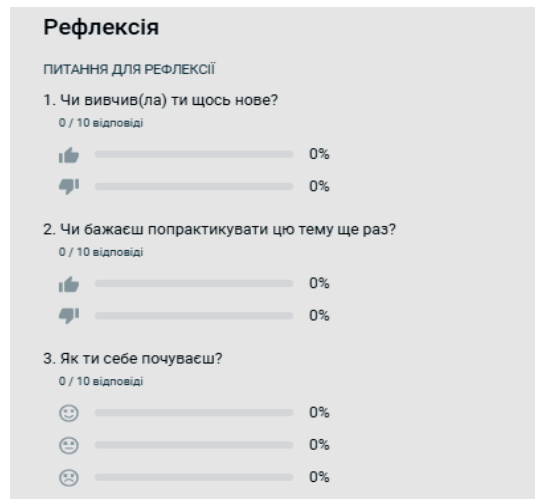 Рефлексія
ПИТАННЯ ДЛЯ РЕФЛЕКСІЇ
1. Чи вивчив(ла) ти щось нове?
0 / 10 відповіді
0%
0%
2. Чи бажаєш попрактикувати цю тему ще раз?
0 / 10 відповіді
0%
0%
3. Як ти себе почуваєш?
0 / 10 відповіді
0%
0%
0%